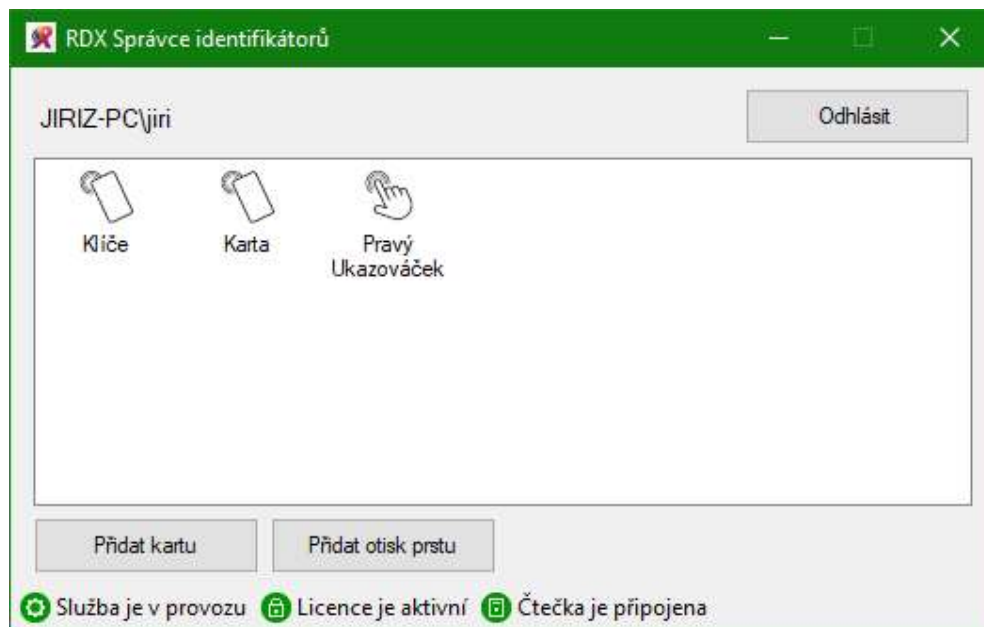 RDX Správce identifikátorů
JIRIZ-PC\jiri
Odhlásit
Klíče
Karta
Pravý
Ukazováček
Přidat kartu
Přidat otisk prstu
Služba je v provozu
Licence je aktivní
Čtečka je připojena